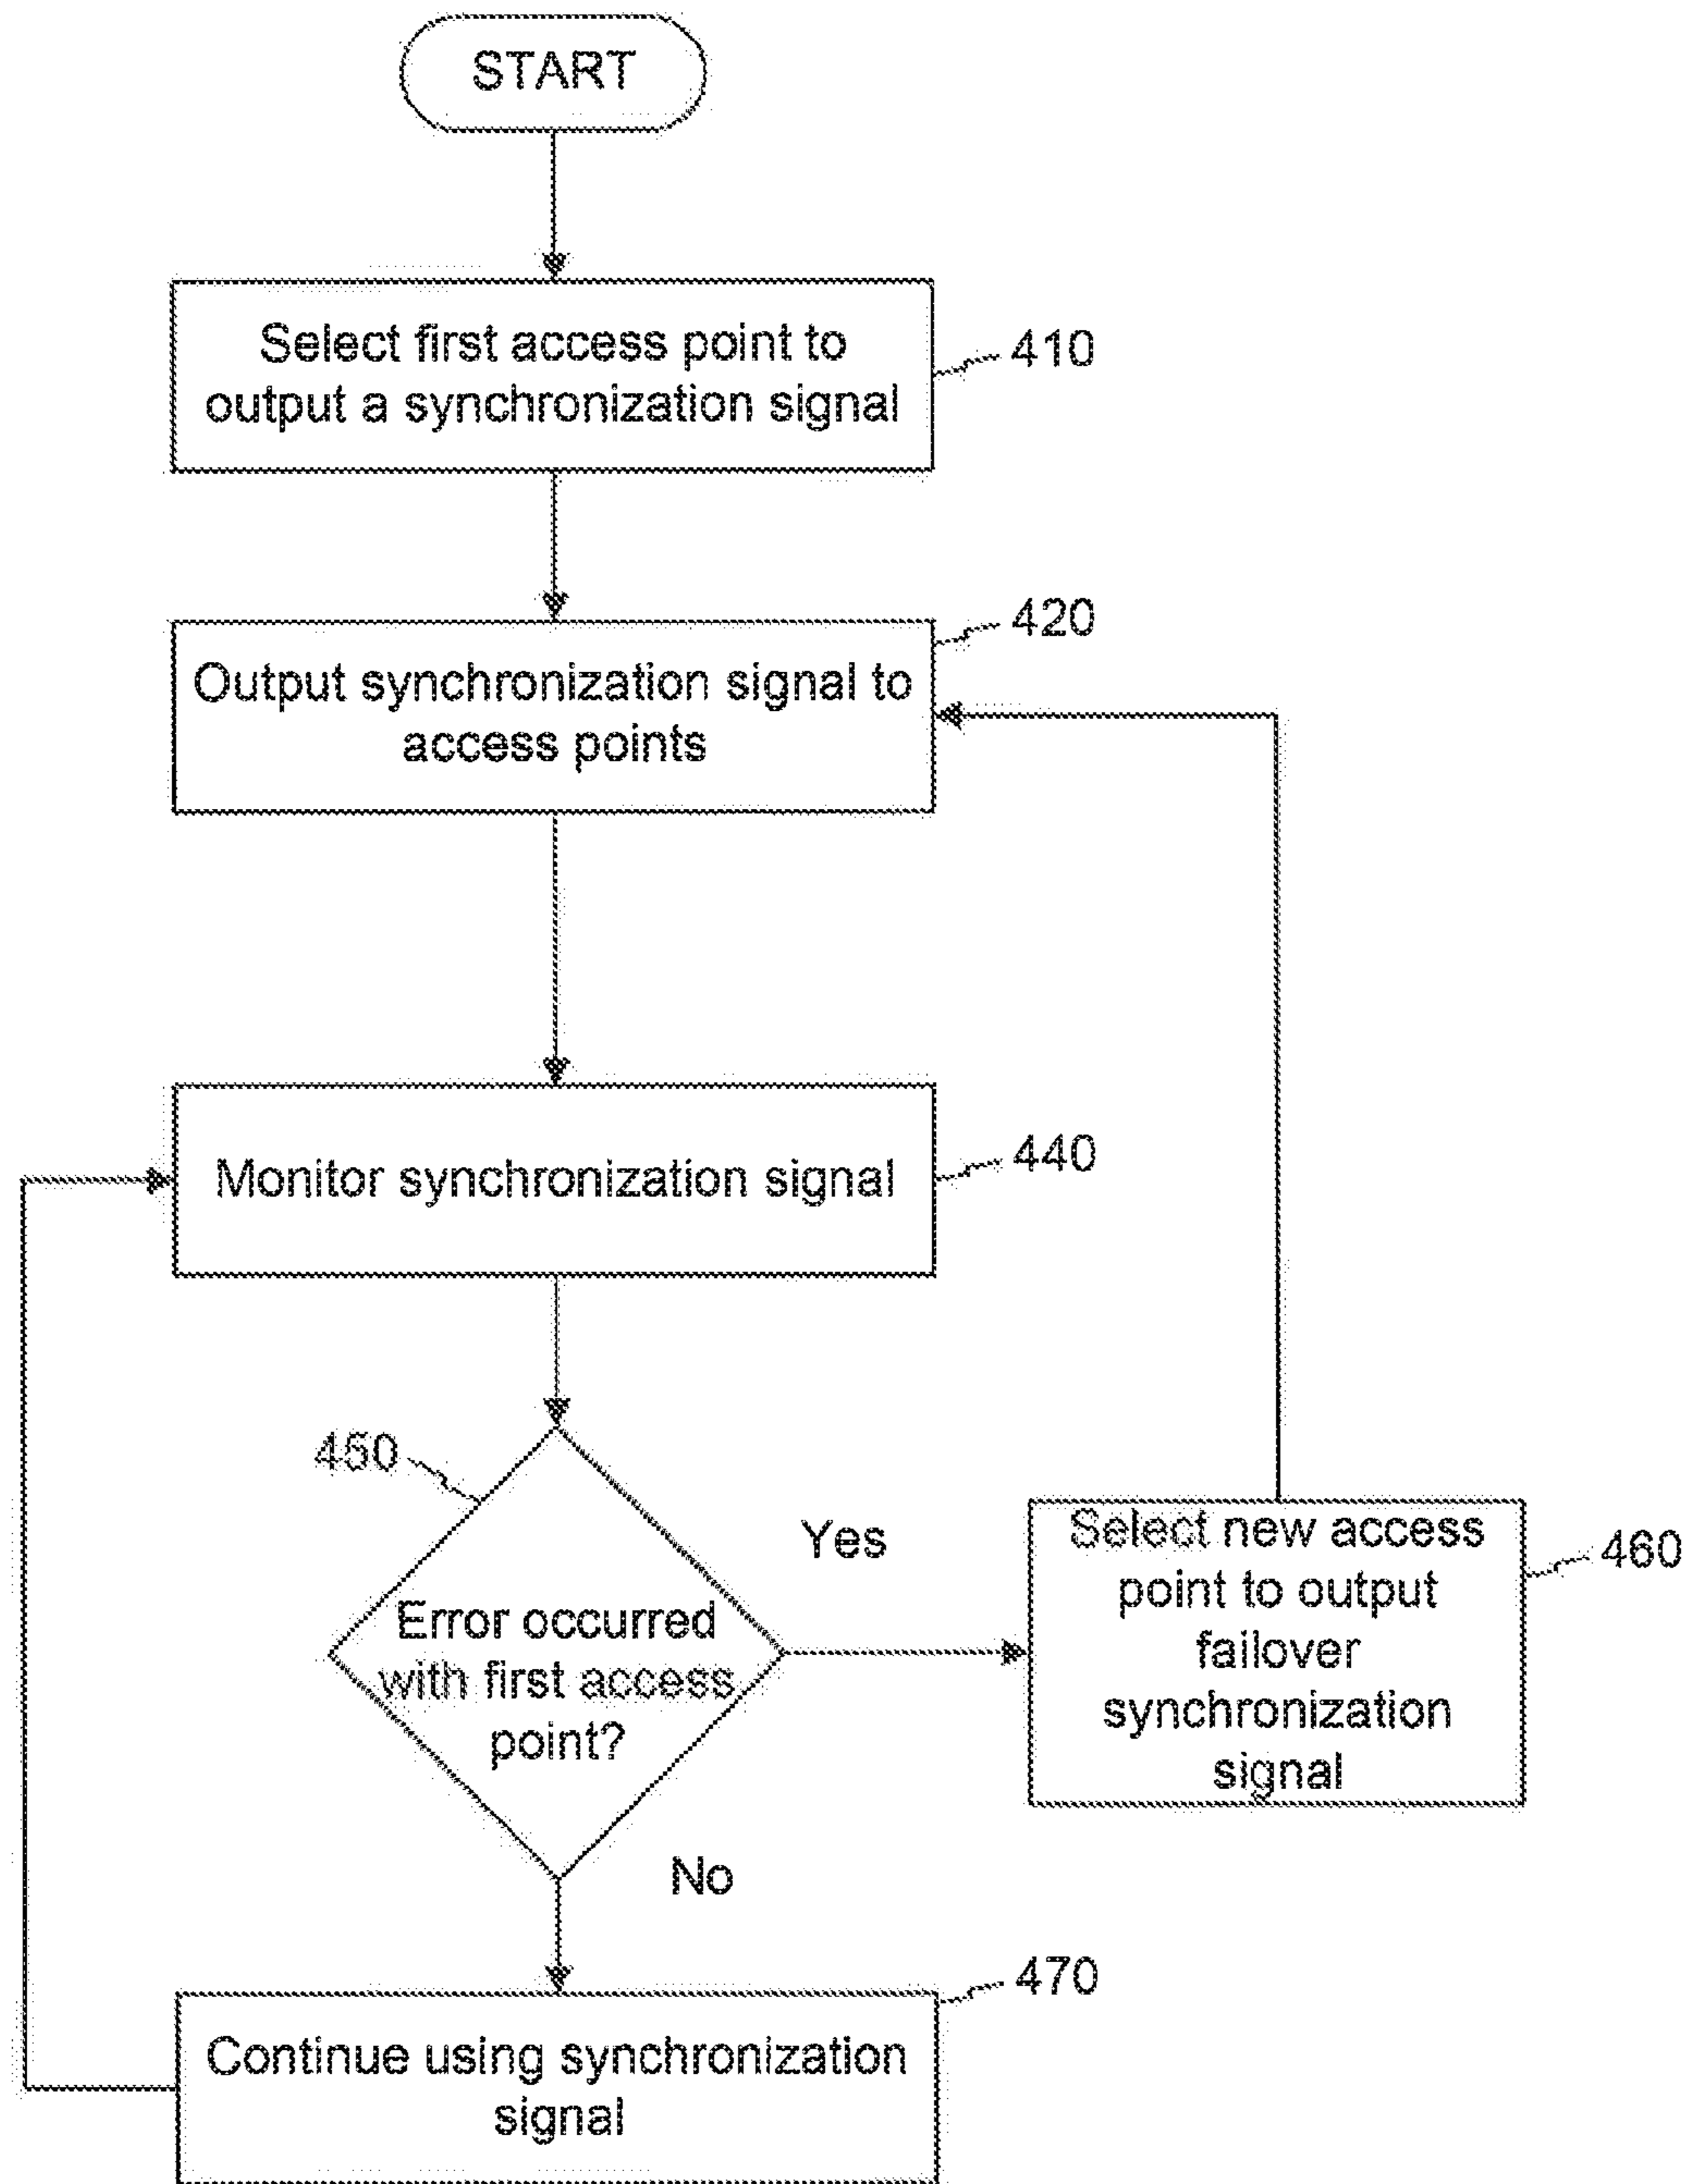 START
Select first access point to
output a synchronization signal
410
Output synchronization signal to
access points
420
Monitor synchronization signal
440
450
Error occurred
with first access
point?
Yes
Select new access
point to output
failover
synchronization
signal
460
No
Continue using synchronization
signal
470